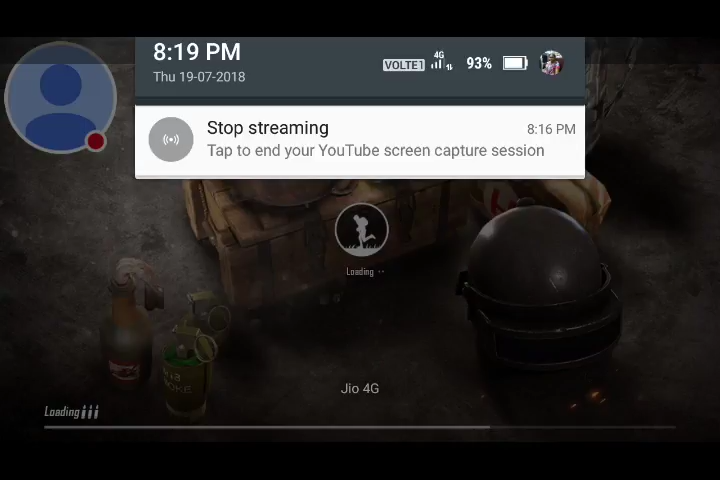 8:19 PM
VOLTE1 4G 93%
Thu 19-07-2018
Stop streaming 8:16 PM
Tap to end your YouTube screen capture session
Loading ··
Jio 4G
Loading